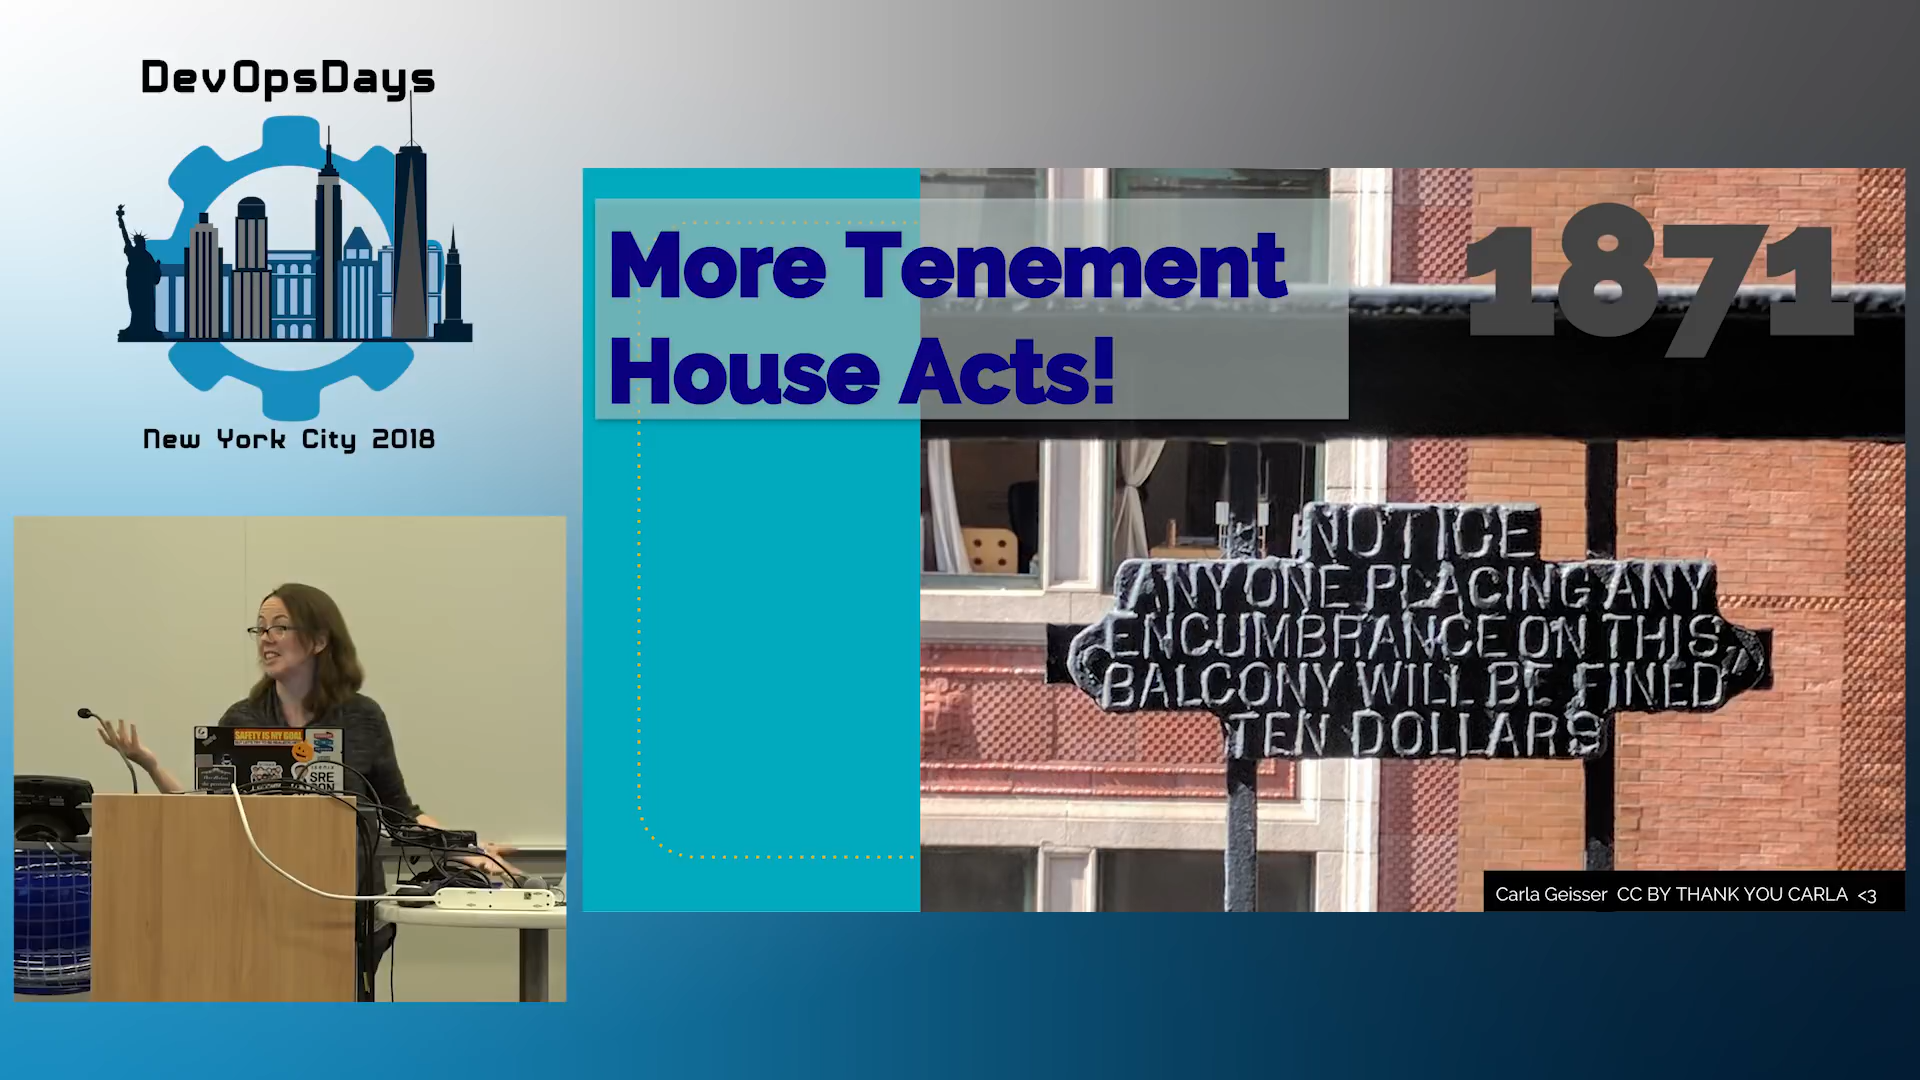 DevOpsDays
New York City 2018
More Tenement
House Acts!
1871
NOTICE
ANY ONE PLACING ANY
ENCUMBRANCE ON THIS
BALCONY WILL BE FINED
TEN DOLLARS
Carla Geisser CC BY THANK YOU CARLA <3
SAFETY IS MY GOAL
SRE